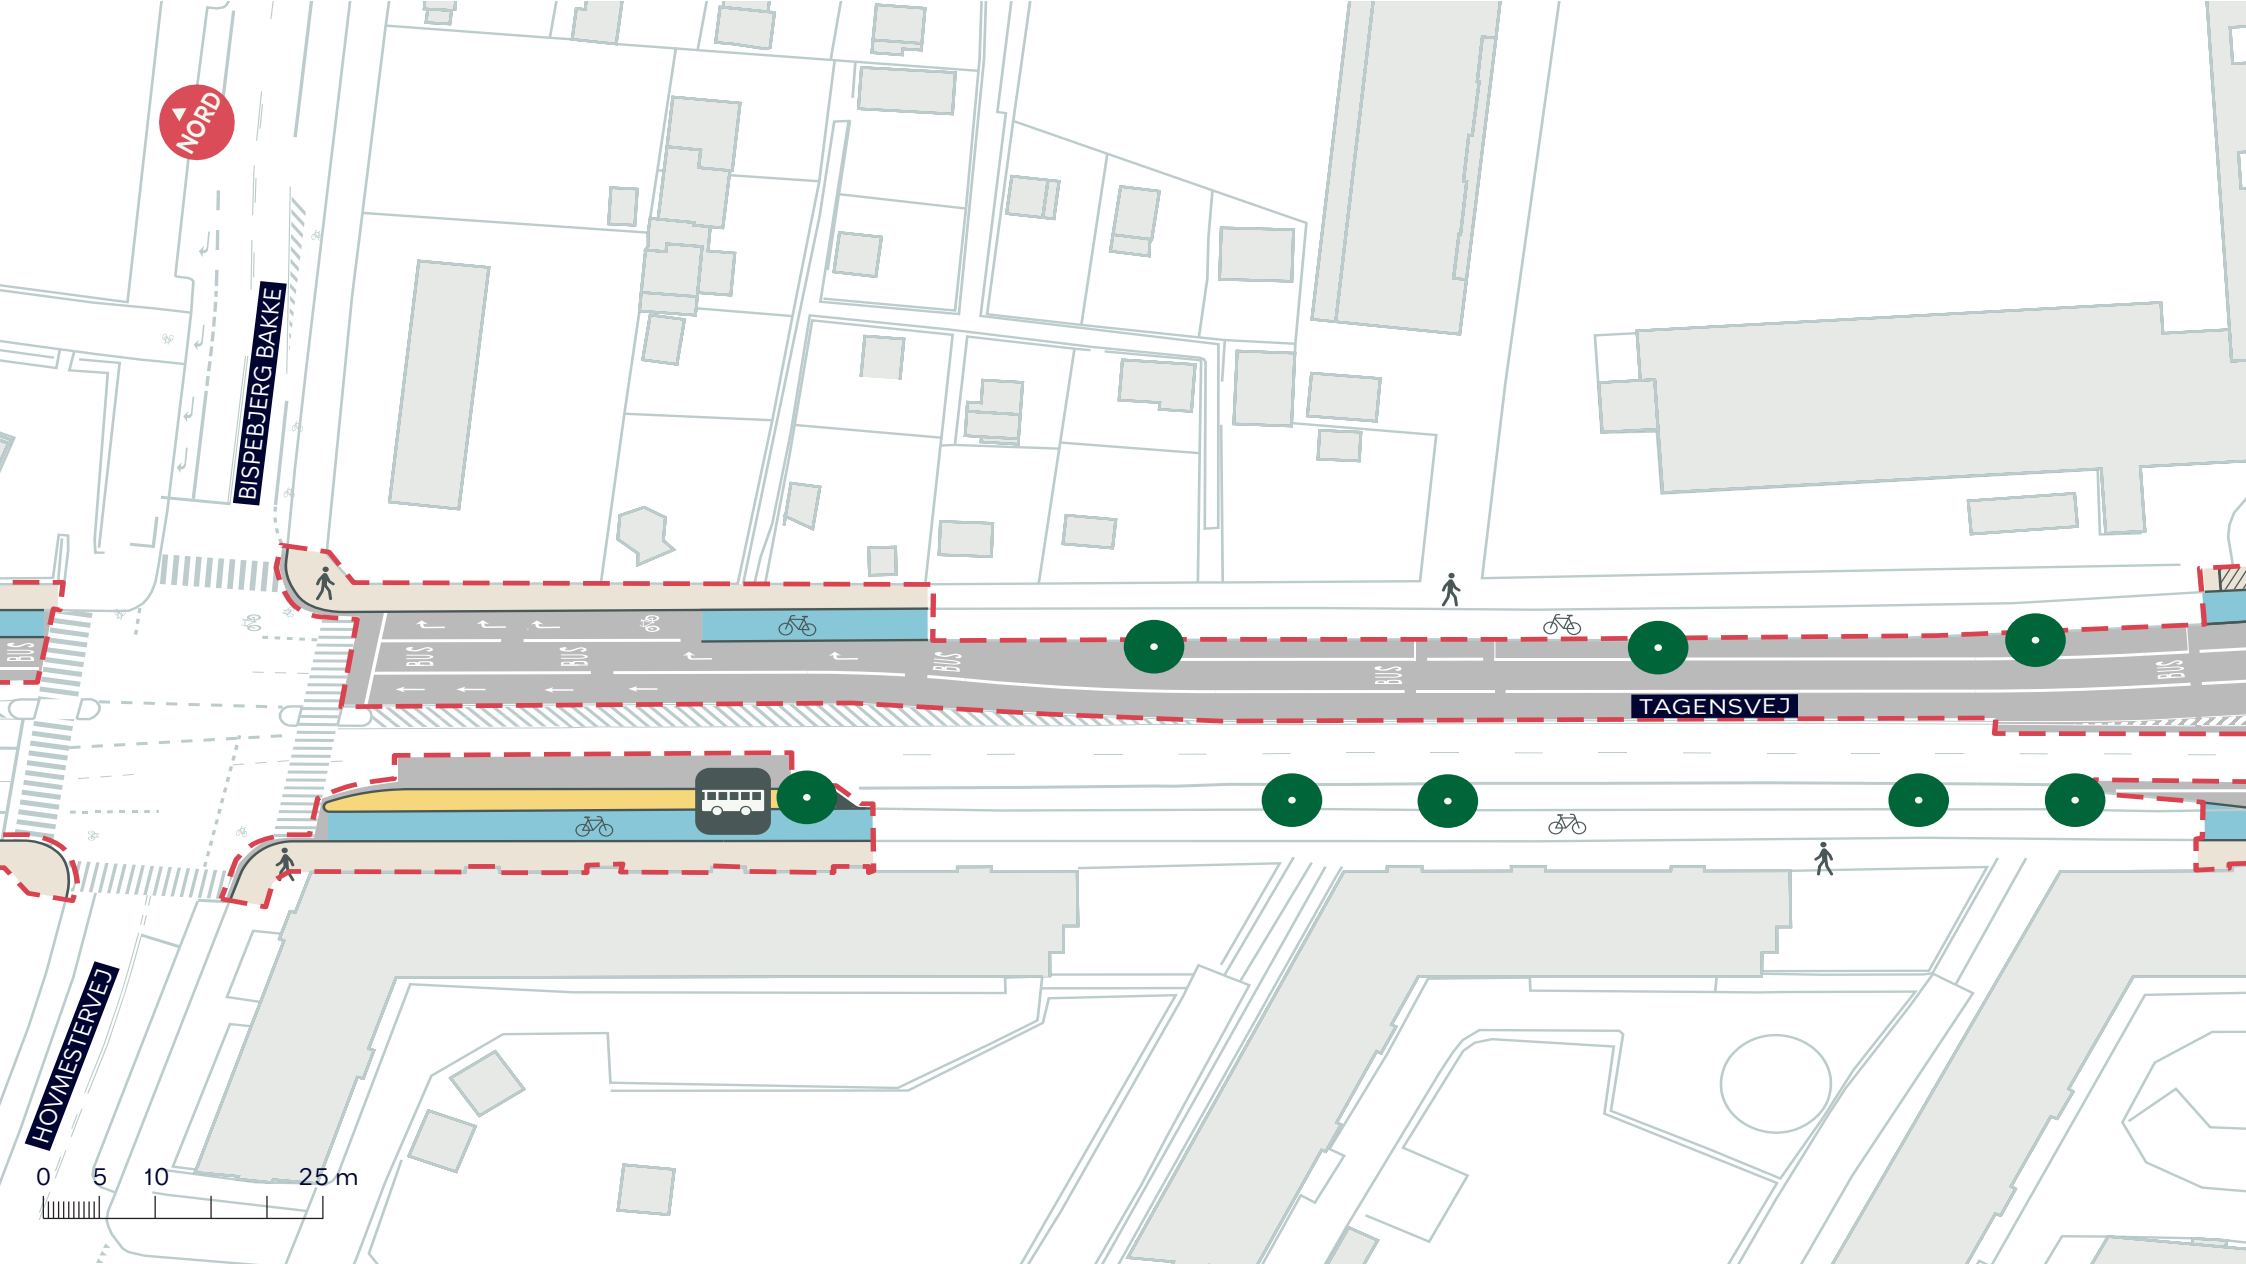 NORD
BISPEBJERG BAKKE
BUS
BUS
BUS
BUS
BUS
BUS
TAGENSVEJ
HOVMESTERVEJ
0 5 10 25 m